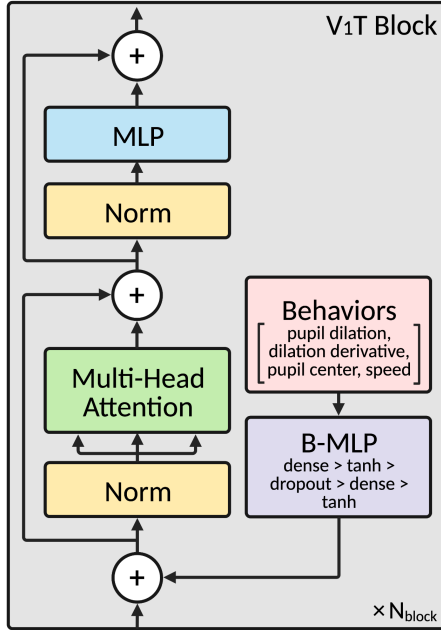 V1T Block
+
MLP
Norm
+
Multi-Head
Attention
Norm
+
Behaviors
[pupil dilation,
dilation derivative,
pupil center, speed]
B-MLP
dense > tanh >
dropout > dense >
tanh
× Nblock